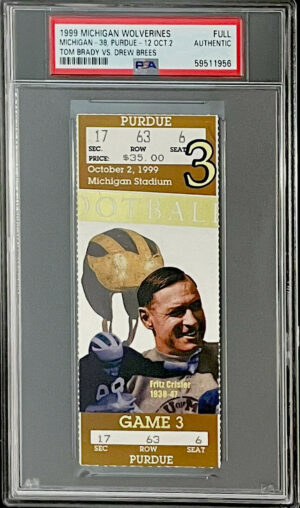 1999 MICHIGAN WOLVERINES
FULL
MICHIGAN - 38, PURDUE - 12 OCT.2
AUTHENTIC
TOM BRADY VS. DREW BREES
PSA
59511956
PURDUE
17 63 6
SEC. ROW SEAT
PRICE: $35.00
3
October 2, 1999
Michigan Stadium
FOOTBALL
Fritz Crisler
1938-47
GAME 3
17 63 6
SEC ROW SEAT
PURDUE